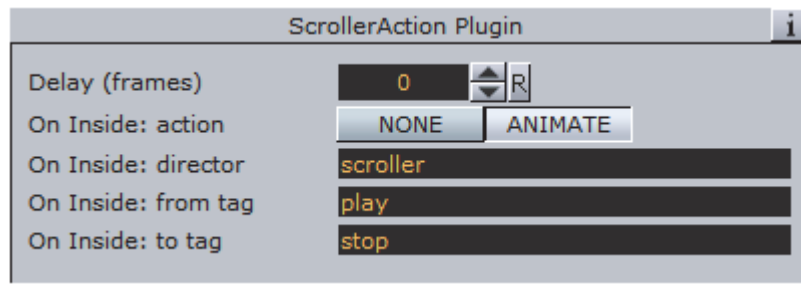 ScrollerAction Plugin i
Delay (frames) 0 R
On Inside: action NONE ANIMATE
On Inside: director scroller
On Inside: from tag play
On Inside: to tag stop